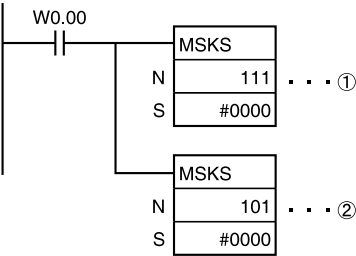 W0.00
MSKS
N 111 · · · ①
S #0000
MSKS
N 101 · · · ②
S #0000